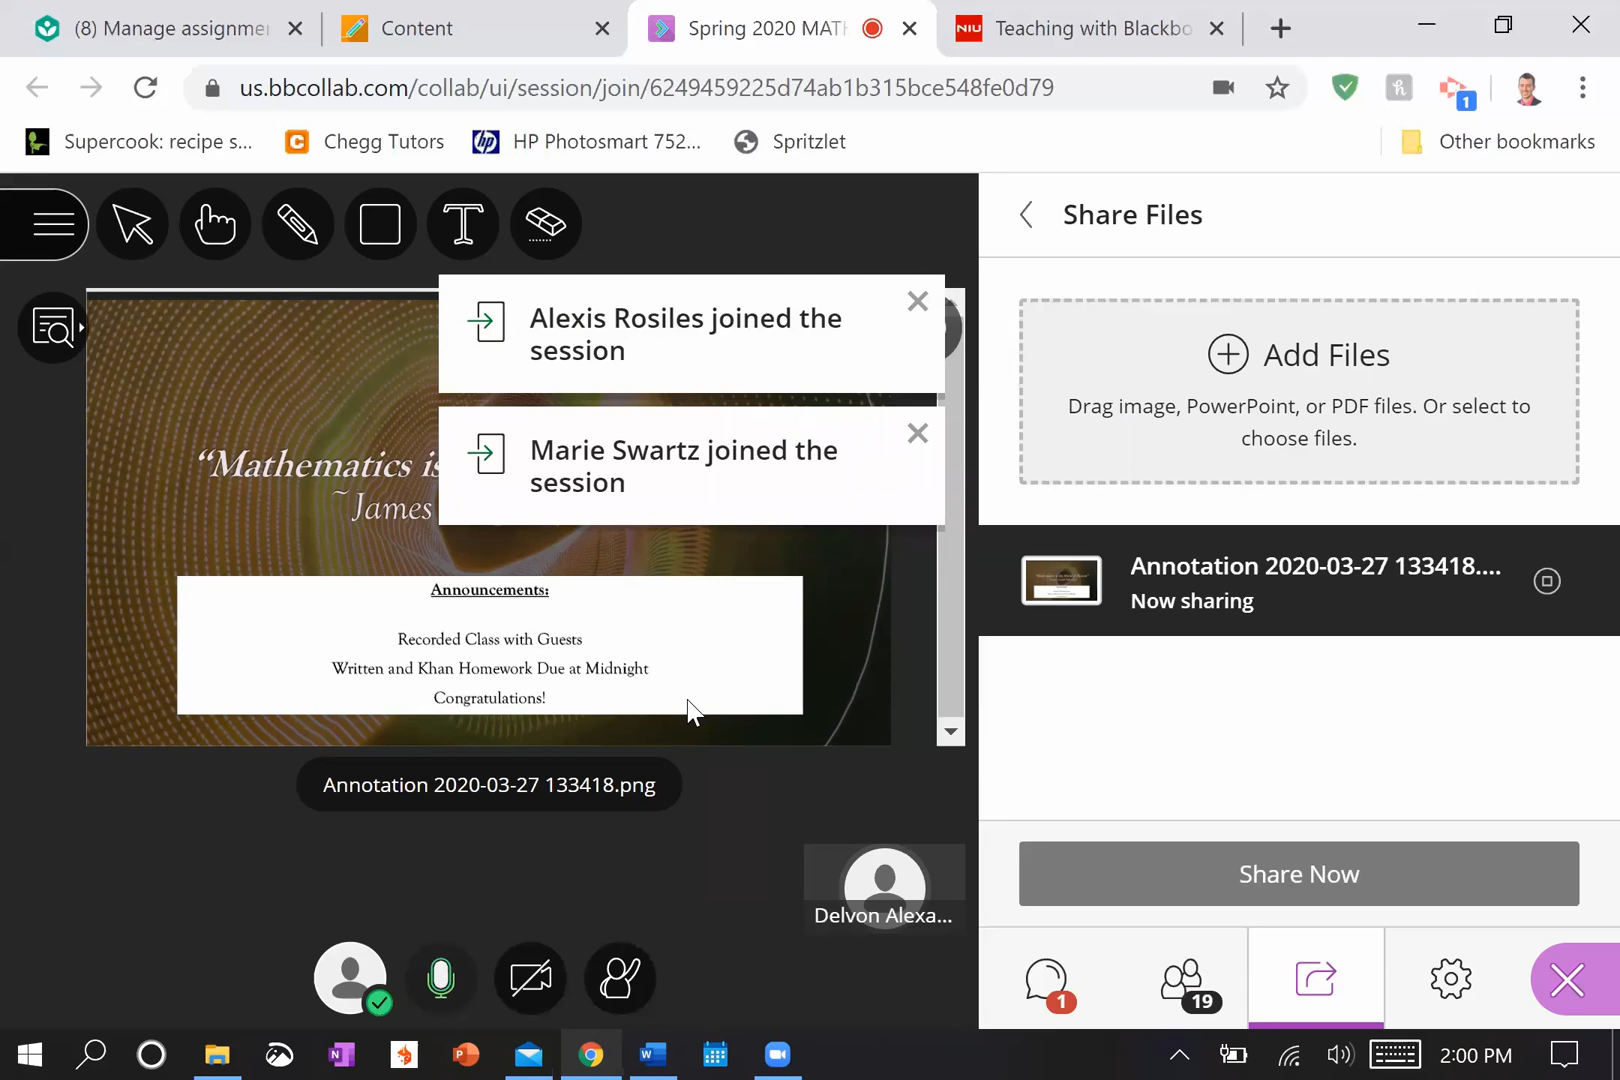 (8) Manage assignme
Content
Spring 2020 MATH
NIU
Teaching with Blackbo
us.bbcollab.com/collab/ui/session/join/6249459225d74ab1b315bce548fe0d79
1
Supercook: recipe s...
Chegg Tutors
HP Photosmart 752...
Spritzlet
Other bookmarks
T
Alexis Rosiles joined the
session
Marie Swartz joined the
session
"Mathematics is
~James
Announcements:
Recorded Class with Guests
Written and Khan Homework Due at Midnight
Congratulations!
Annotation 2020-03-27 133418.png
Delvon Alexa...
Share Files
Add Files
Drag image, PowerPoint, or PDF files. Or select to
choose files.
Annotation 2020-03-27 133418....
Now sharing
Share Now
1
19
2:00 PM